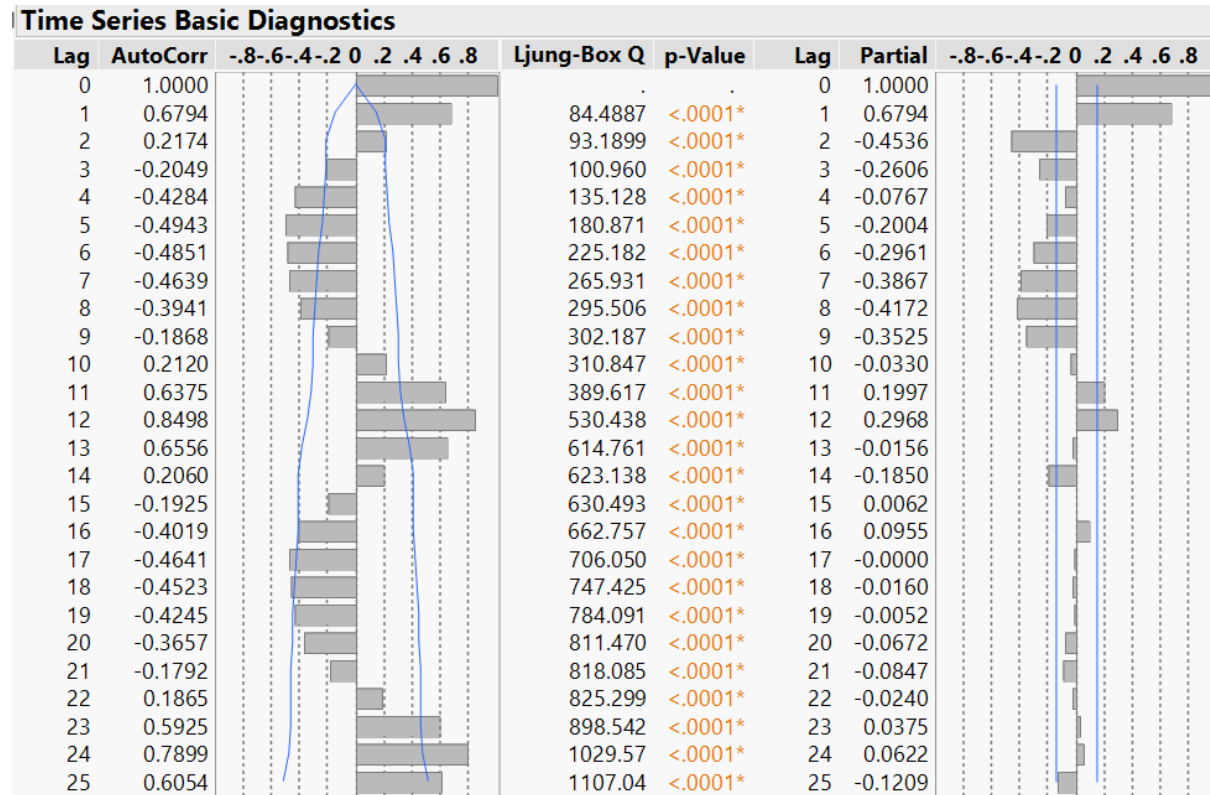 Time Series Basic Diagnostics
Lag AutoCorr -.8-.6-.4-.2 0 .2 .4 .6 .8 Ljung-Box Q p-Value Lag Partial -.8-.6-.4-.2 0 .2 .4 .6 .8
0 1.0000 . . 0 1.0000
1 0.6794 84.4887 <.0001* 1 0.6794
2 0.2174 93.1899 <.0001* 2 -0.4536
3 -0.2049 100.960 <.0001* 3 -0.2606
4 -0.4284 135.128 <.0001* 4 -0.0767
5 -0.4943 180.871 <.0001* 5 -0.2004
6 -0.4851 225.182 <.0001* 6 -0.2961
7 -0.4639 265.931 <.0001* 7 -0.3867
8 -0.3941 295.506 <.0001* 8 -0.4172
9 -0.1868 302.187 <.0001* 9 -0.3525
10 0.2120 310.847 <.0001* 10 -0.0330
11 0.6375 389.617 <.0001* 11 0.1997
12 0.8498 530.438 <.0001* 12 0.2968
13 0.6556 614.761 <.0001* 13 -0.0156
14 0.2060 623.138 <.0001* 14 -0.1850
15 -0.1925 630.493 <.0001* 15 0.0062
16 -0.4019 662.757 <.0001* 16 0.0955
17 -0.4641 706.050 <.0001* 17 -0.0000
18 -0.4523 747.425 <.0001* 18 -0.0160
19 -0.4245 784.091 <.0001* 19 -0.0052
20 -0.3657 811.470 <.0001* 20 -0.0672
21 -0.1792 818.085 <.0001* 21 -0.0847
22 0.1865 825.299 <.0001* 22 -0.0240
23 0.5925 898.542 <.0001* 23 0.0375
24 0.7899 1029.57 <.0001* 24 0.0622
25 0.6054 1107.04 <.0001* 25 -0.1209